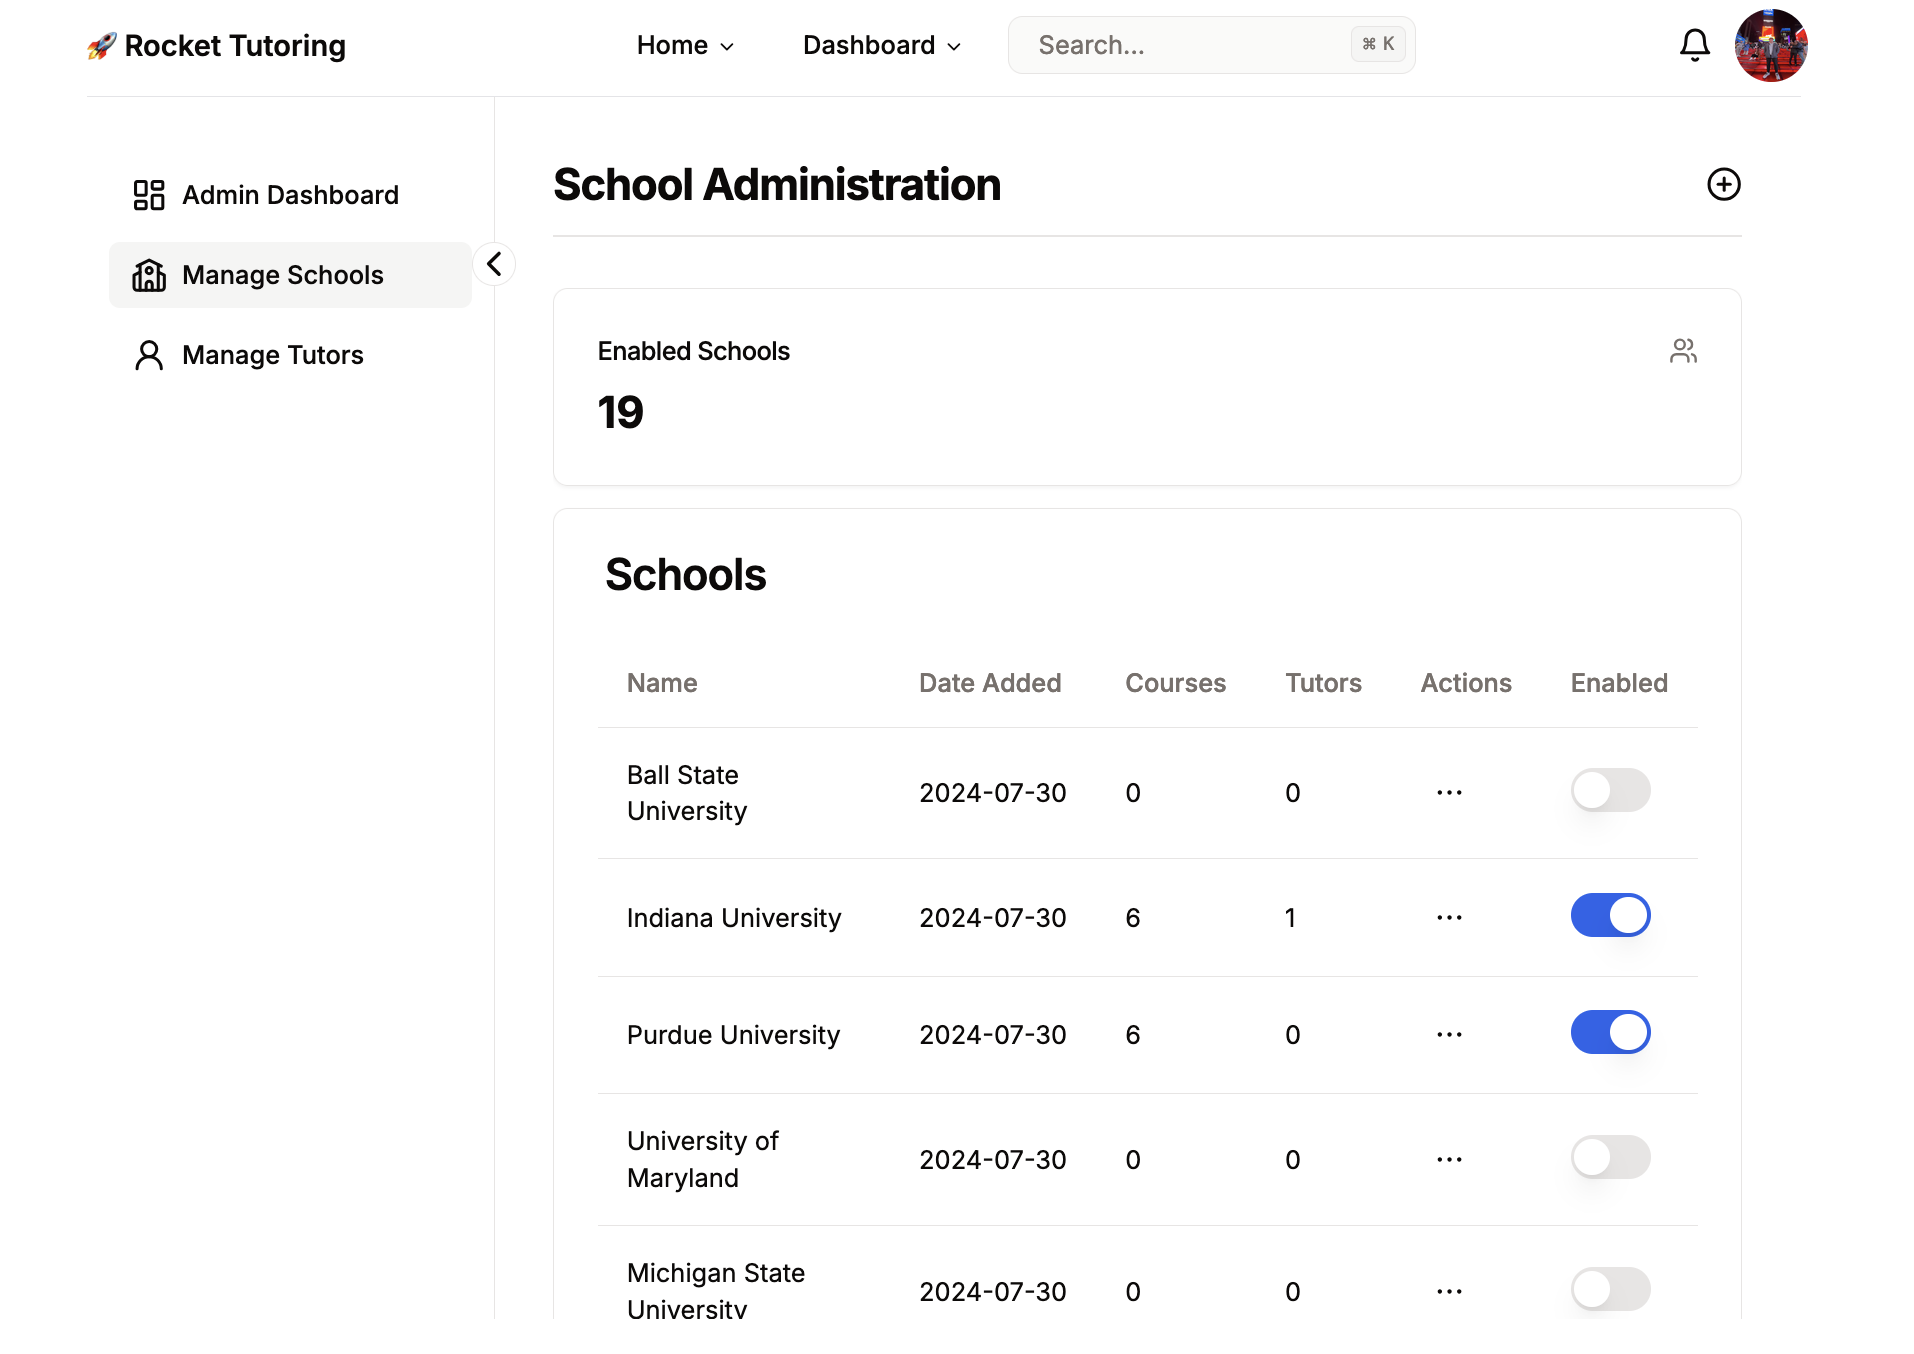 🚀 Rocket Tutoring
Home
Dashboard
Search...
⌘ K
Admin Dashboard
Manage Schools
Manage Tutors
School Administration
Enabled Schools
19
Schools
Name Date Added Courses Tutors Actions Enabled
Ball State
University
2024-07-30 0 0 ...
Indiana University 2024-07-30 6 1 ...
Purdue University 2024-07-30 6 0 ...
University of
Maryland
2024-07-30 0 0 ...
Michigan State
University
2024-07-30 0 0 ...